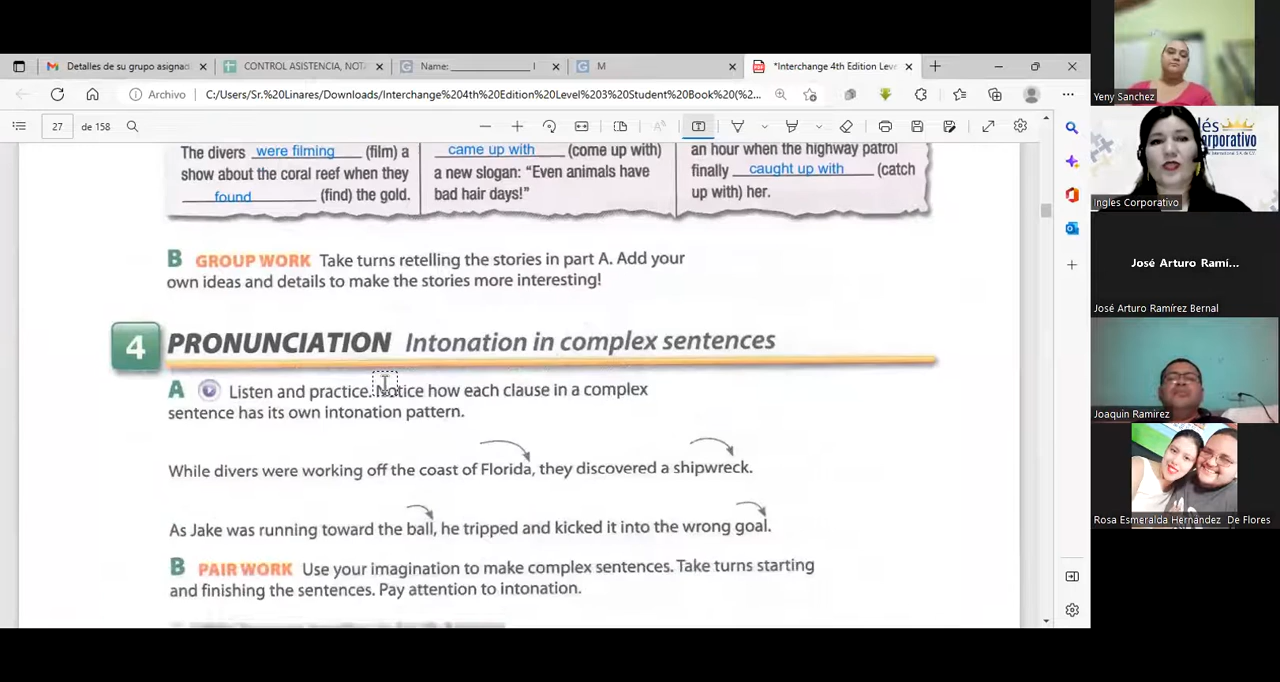 Detalles de su grupo asigna
CONTROL ASISTENCIA, NOT
Name: ____________ I
M
*Interchange 4th Edition Leve
Archivo
C:/Users/Sr.%20Linares/Downloads/Interchange%20 Edition%20Level%203%20Student%20Book%20(%2...
27
de 158
The divers were filming (film) a
show about the coral reef when they
found (find) the gold.
came up with (come up with)
a new slogan: “Even animals have
bad hair days!”
an hour when the highway patrol
finally caught up with (catch
up with) her.
B GROUP WORK Take turns retelling the stories in part A. Add your
own ideas and details to make the stories more interesting!
4 PRONUNCIATION Intonation in complex sentences
A Listen and practice. Notice how each clause in a complex
sentence has its own intonation pattern.
While divers were working off the coast of Florida, they discovered a shipwreck.
As Jake was running toward the ball, he tripped and kicked it into the wrong goal.
B PAIR WORK Use your imagination to make complex sentences. Take turns starting
and finishing the sentences. Pay attention to intonation.
Yeny Sanchez
orporativo
Ingles Corporativo
José Arturo Ramí...
José Arturo Ramírez Bernal
Joaquin Ramirez
Rosa Esmeralda Hernández De Flores